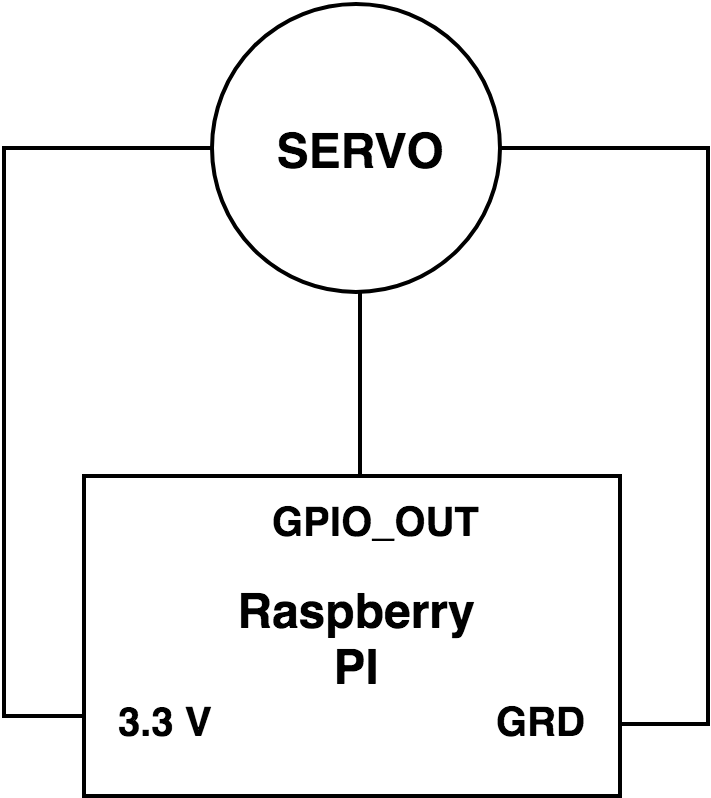 SERVO
GPIO_OUT
Raspberry
PI
3.3 V
GRD